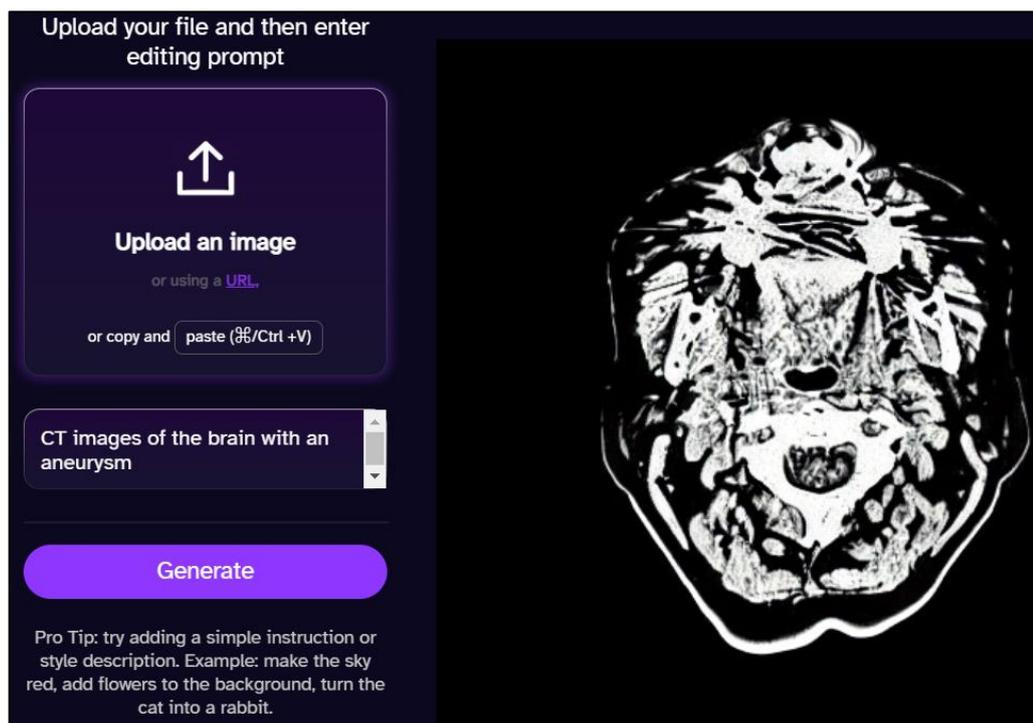 Upload your file and then enter
editing prompt
Upload an image
or using a URL,
or copy and paste (⌘/Ctrl +V)
CT images of the brain with an
aneurysm
Generate
Pro Tip: try adding a simple instruction or
style description. Example: make the sky
red, add flowers to the background, turn the
cat into a rabbit.